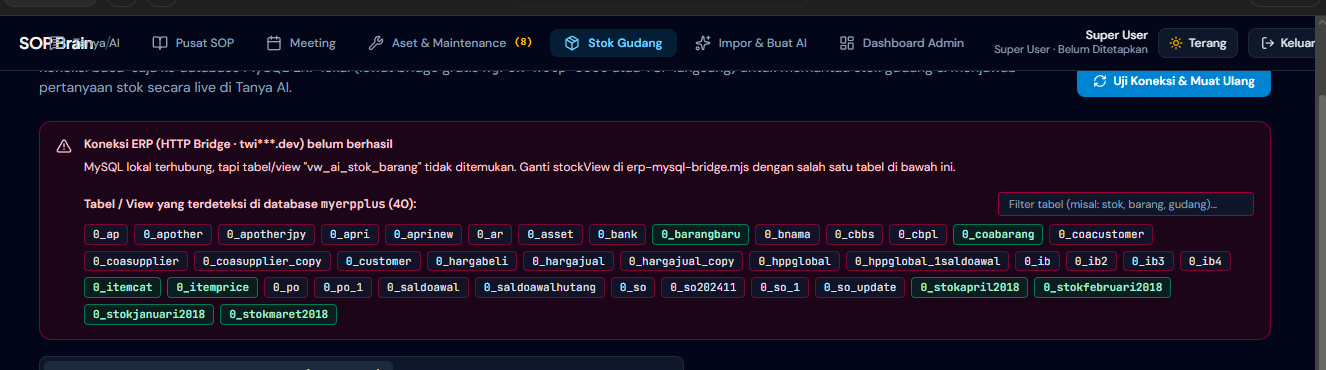 SOP Brain
Tanya AI
Pusat SOP
Meeting
Aset & Maintenance (8)
Stok Gudang
Impor & Buat AI
Dashboard Admin
Super User
Super User · Belum Ditetapkan
Terang
Keluar
pertanyaan stok secara live di Tanya AI.
Uji Koneksi & Muat Ulang
Koneksi ERP (HTTP Bridge · twi***.dev) belum berhasil
MySQL lokal terhubung, tapi tabel/view "vw_ai_stok_barang" tidak ditemukan. Ganti stockView di erp-mysql-bridge.mjs dengan salah satu tabel di bawah ini.
Tabel / View yang terdeteksi di database myerpplus (40):
Filter tabel (misal: stok, barang, gudang)...
0_ap 0_apother 0_apotherjpy 0_apri 0_aprinew 0_ar 0_asset 0_bank 0_barangbaru 0_bnama 0_cbbs 0_cbpl 0_coabarang 0_coacustomer
0_coasupplier 0_coasupplier_copy 0_customer 0_hargabeli 0_hargajual 0_hargajual_copy 0_hppglobal 0_hppglobal_1saldoawal 0_ib 0_ib2 0_ib3 0_ib4
0_itemcat 0_itemprice 0_po 0_po_1 0_saldoawal 0_saldoawalhutang 0_so 0_so202411 0_so_1 0_so_update 0_stokapril2018 0_stokfebruari2018
0_stokjanuari2018 0_stokmaret2018